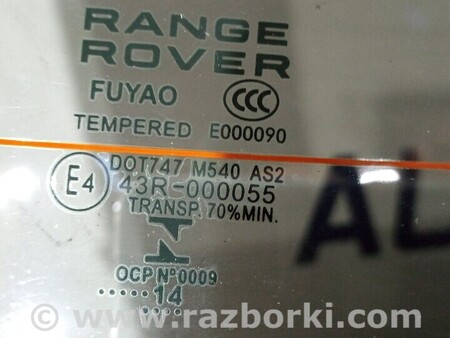 RANGE
ROVER
FUYAO CCC
TEMPERED E000090
DOT747 M540 AS2
E4 43R-000055
TRANSP. 70% MIN.
OCP Nº0009
..... 14 .....
AL
© www.razborki.com